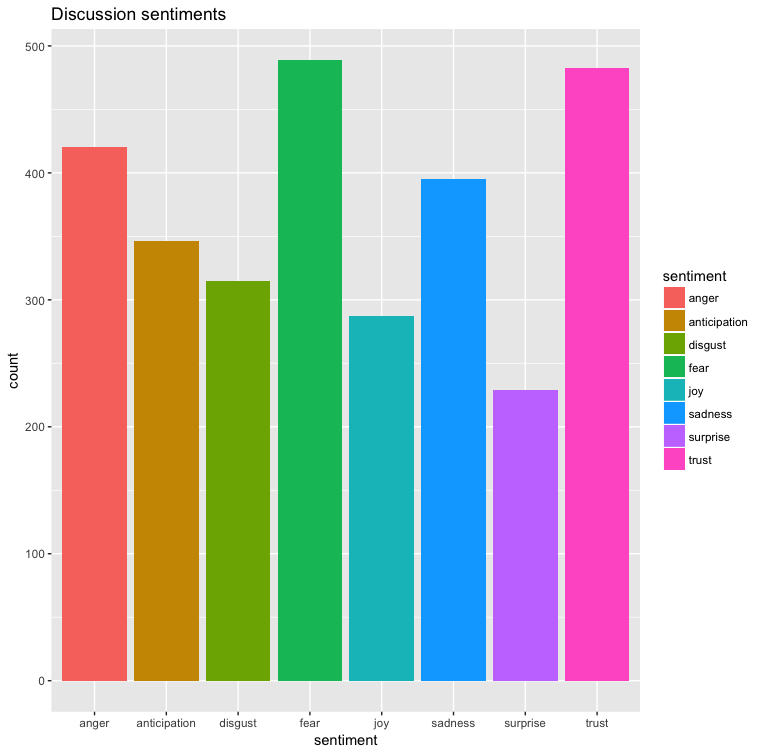 Discussion sentiments
500
400
300
200
100
0
count
anger anticipation disgust fear joy sadness surprise trust
sentiment
sentiment
anger
anticipation
disgust
fear
joy
sadness
surprise
trust